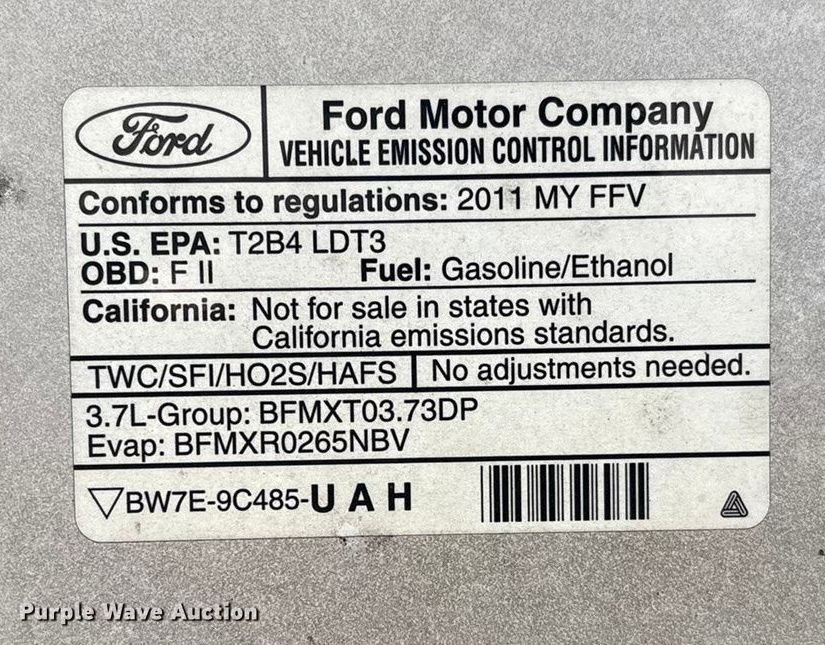 Ford
Ford Motor Company
VEHICLE EMISSION CONTROL INFORMATION
Conforms to regulations: 2011 MY FFV
U.S. EPA: T2B4 LDT3
OBD: F II Fuel: Gasoline/Ethanol
California: Not for sale in states with
California emissions standards.
TWC/SFI/HO2S/HAFS No adjustments needed.
3.7L-Group: BFMXT03.73DP
Evap: BFMXR0265NBV
BW7E-9C485-U A H
Purple Wave Auction